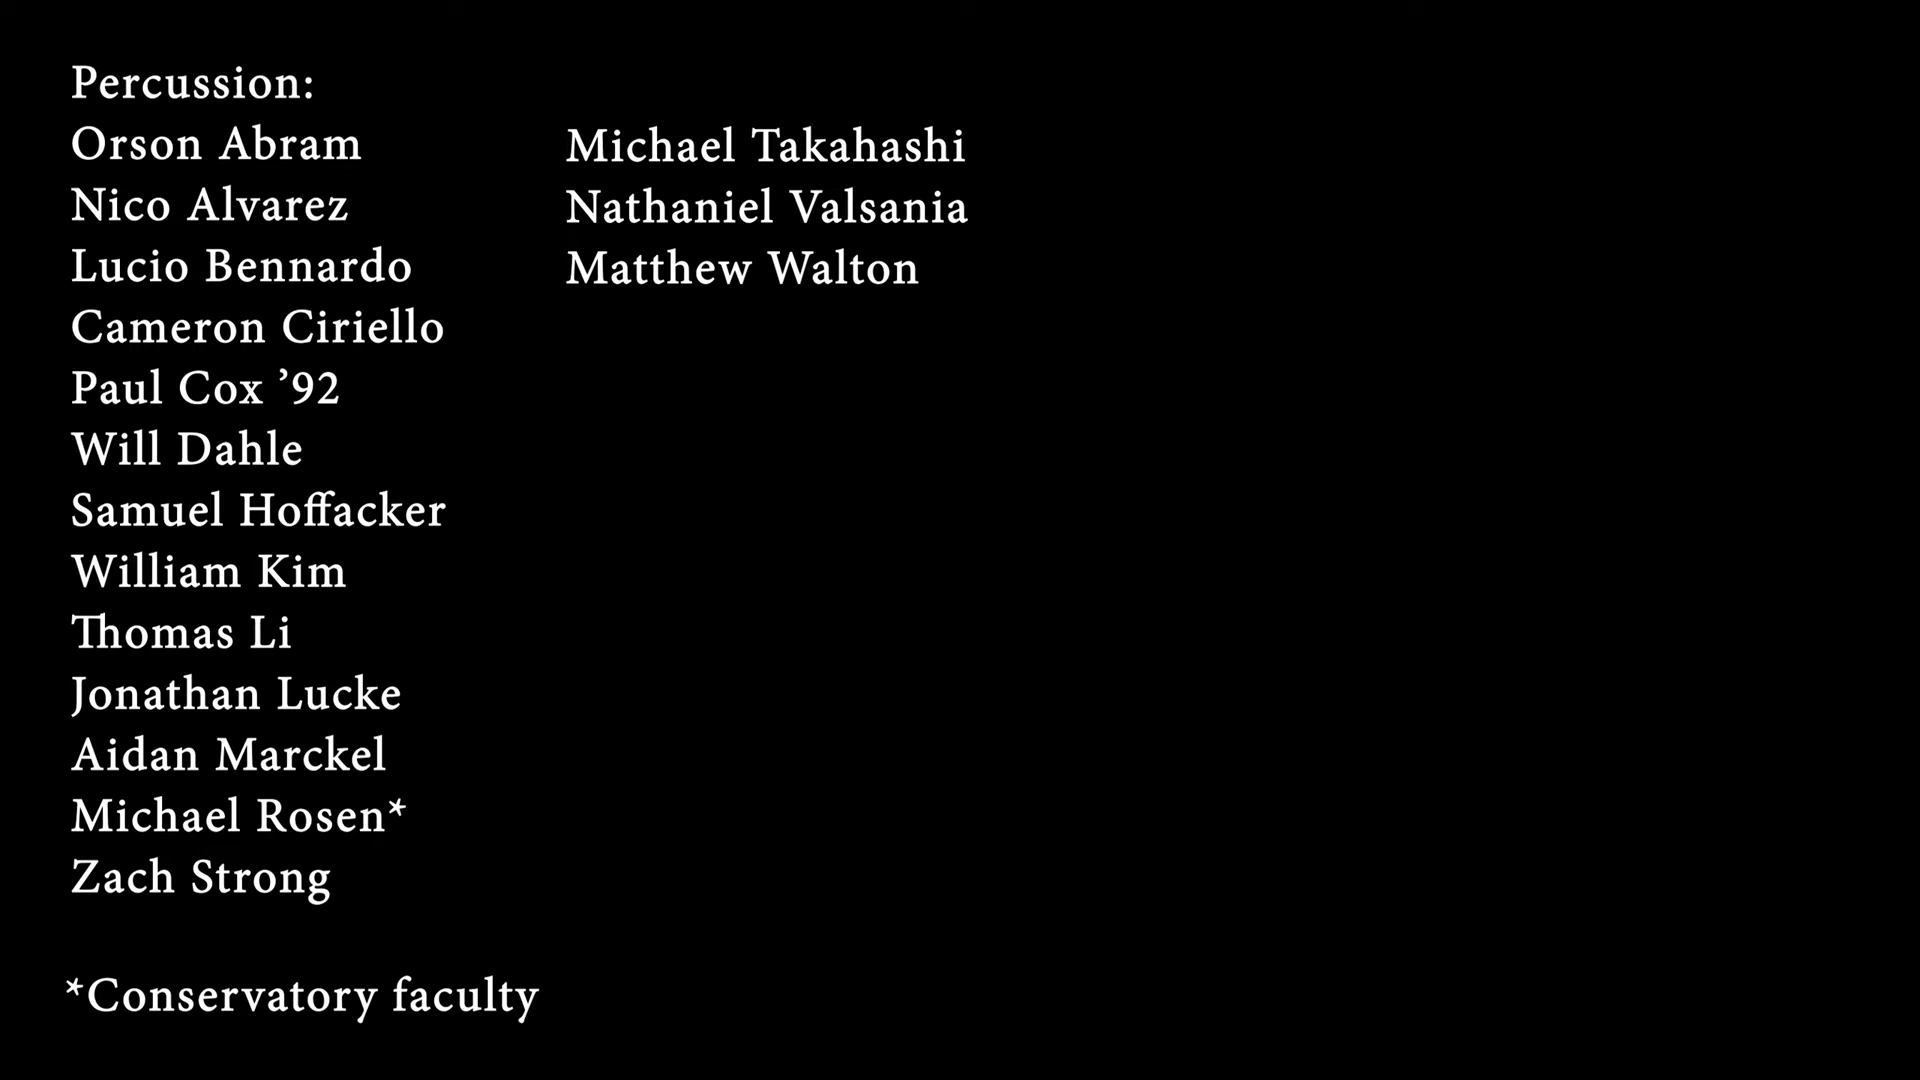 Percussion:
Orson Abram
Nico Alvarez
Lucio Bennardo
Cameron Ciriello
Paul Cox ’92
Will Dahle
Samuel Hoffacker
William Kim
Thomas Li
Jonathan Lucke
Aidan Marckel
Michael Rosen*
Zach Strong
Michael Takahashi
Nathaniel Valsania
Matthew Walton
*Conservatory faculty